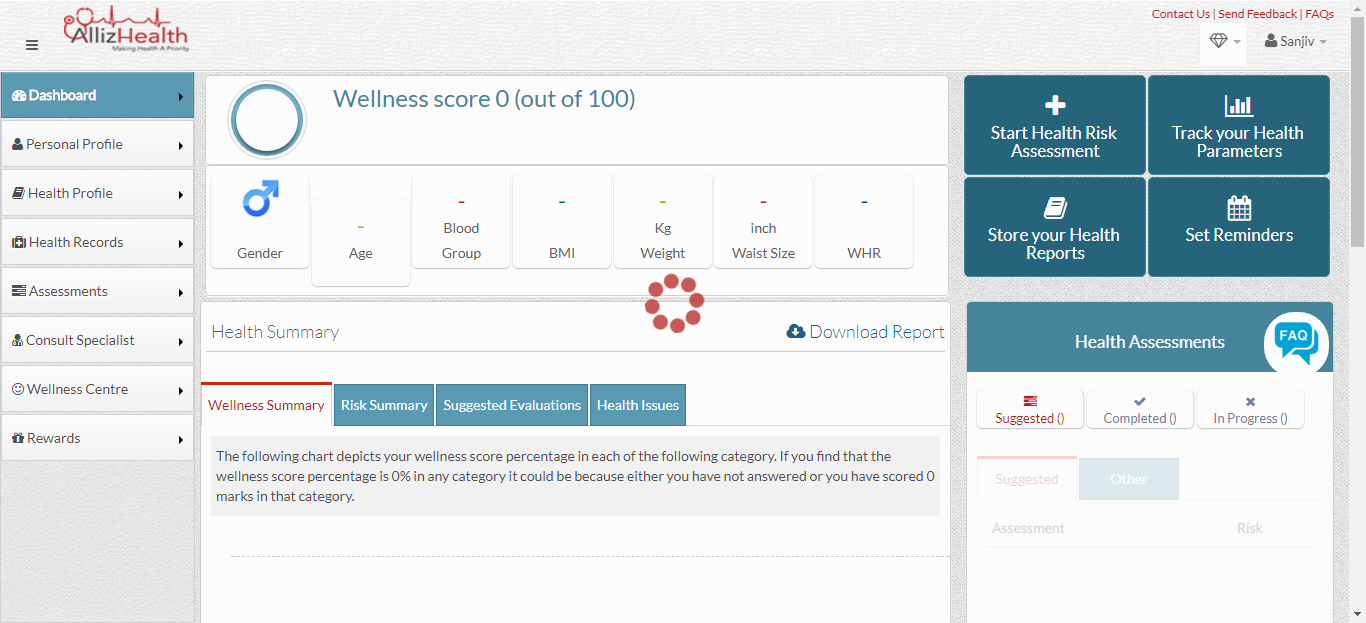 Contact Us | Send Feedback | FAQs
AllizHealth
Making Health A Priority
Sanjiv
Dashboard
Personal Profile
Health Profile
Health Records
Assessments
Consult Specialist
Wellness Centre
Rewards
Wellness score 0 (out of 100)
Gender
-
Age
-
Blood
Group
-
BMI
-
Kg
Weight
-
inch
Waist Size
-
WHR
Start Health Risk
Assessment
Track your Health
Parameters
Store your Health
Reports
Set Reminders
Health Summary
Download Report
Wellness Summary
Risk Summary
Suggested Evaluations
Health Issues
The following chart depicts your wellness score percentage in each of the following category. If you find that the
wellness score percentage is 0% in any category it could be because either you have not answered or you have scored 0
marks in that category.
Health Assessments
FAQ
Suggested ()
Completed ()
In Progress ()
Suggested
Other
Assessment
Risk